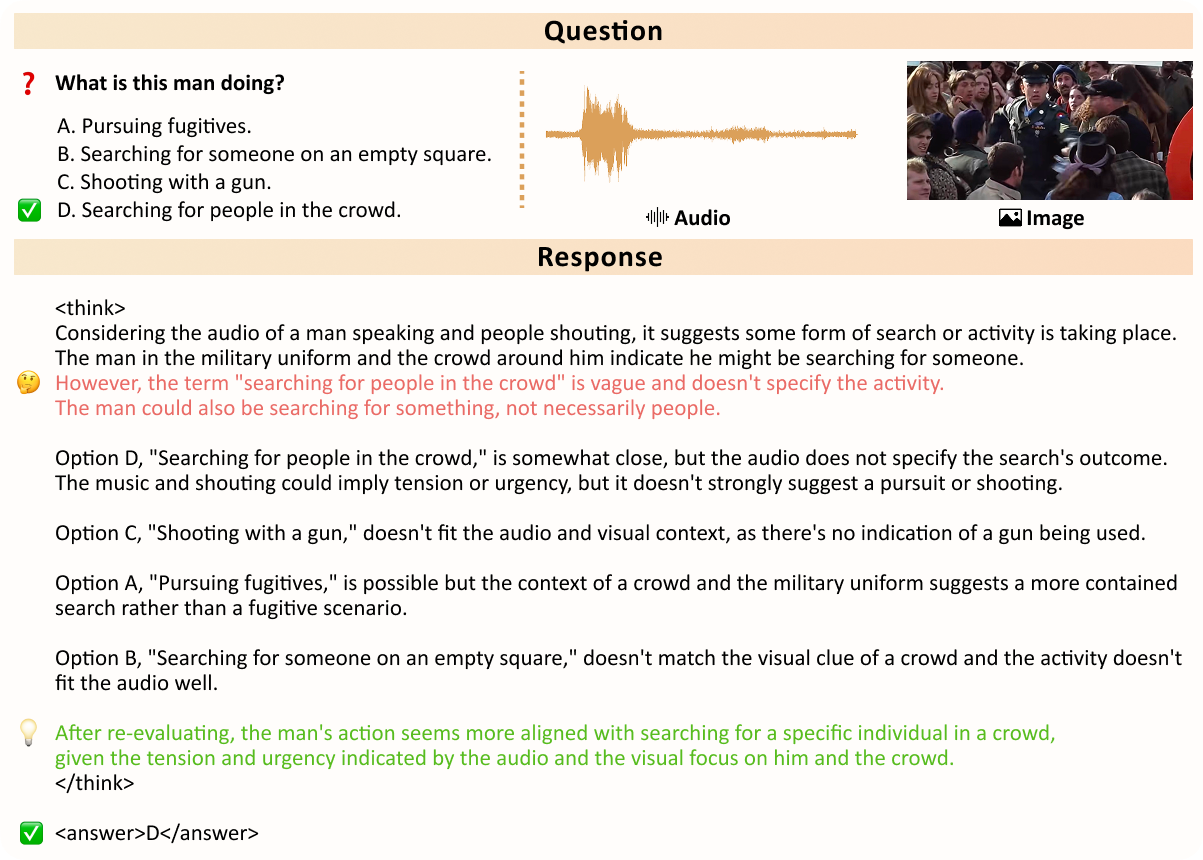 Question
What is this man doing?
A. Pursuing fugitives.
B. Searching for someone on an empty square.
C. Shooting with a gun.
D. Searching for people in the crowd.
Audio
Image
Response
<think>
Considering the audio of a man speaking and people shouting, it suggests some form of search or activity is taking place.
The man in the military uniform and the crowd around him indicate he might be searching for someone.
However, the term "searching for people in the crowd" is vague and doesn't specify the activity.
The man could also be searching for something, not necessarily people.
Option D, "Searching for people in the crowd," is somewhat close, but the audio does not specify the search's outcome.
The music and shouting could imply tension or urgency, but it doesn't strongly suggest a pursuit or shooting.
Option C, "Shooting with a gun," doesn't fit the audio and visual context, as there's no indication of a gun being used.
Option A, "Pursuing fugitives," is possible but the context of a crowd and the military uniform suggests a more contained
search rather than a fugitive scenario.
Option B, "Searching for someone on an empty square," doesn't match the visual clue of a crowd and the activity doesn't
fit the audio well.
After re-evaluating, the man's action seems more aligned with searching for a specific individual in a crowd,
given the tension and urgency indicated by the audio and the visual focus on him and the crowd.
</think>
<answer>D</answer>